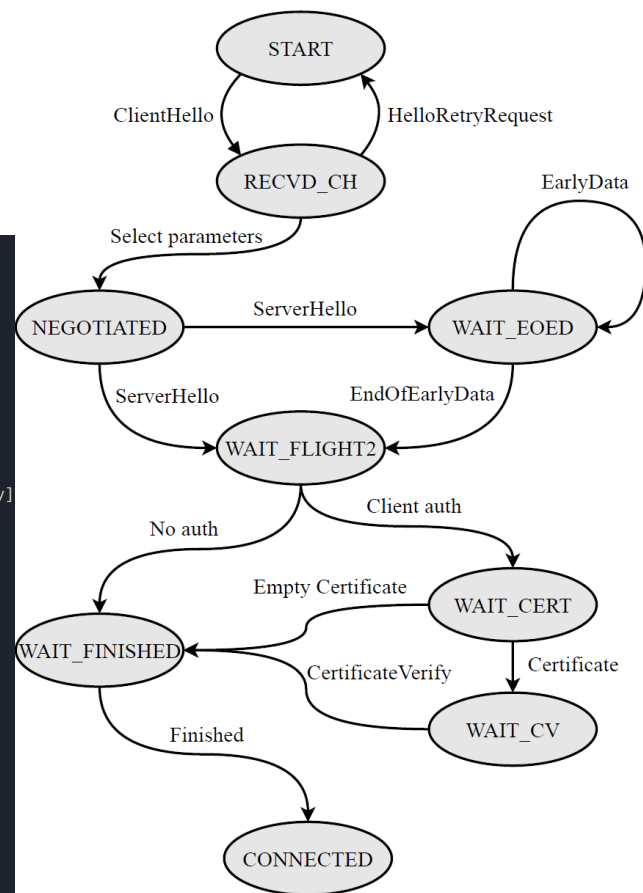 START
ClientHello
HelloRetryRequest
RECVD_CH
EarlyData
Select parameters
NEGOTIATED
ServerHello
WAIT_EOED
ServerHello
EndOfEarlyData
WAIT_FLIGHT2
Client auth
No auth
Empty Certificate
WAIT_CERT
WAIT_FINISHED
CertificateVerify
Certificate
WAIT_CV
Finished
CONNECTED